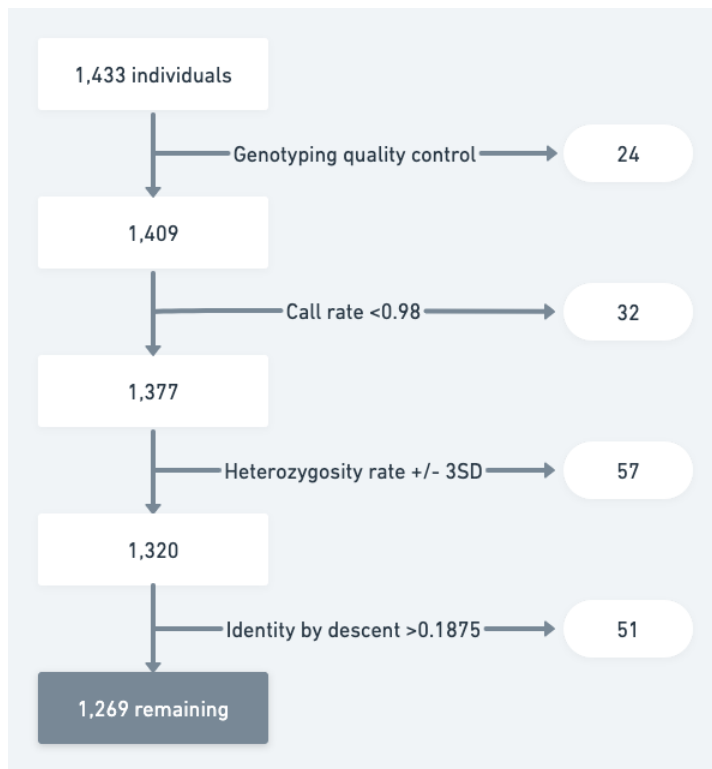 1,433 individuals
Genotyping quality control
24
1,409
Call rate <0.98
32
1,377
Heterozygosity rate +/- 3SD
57
1,320
Identity by descent >0.1875
51
1,269 remaining